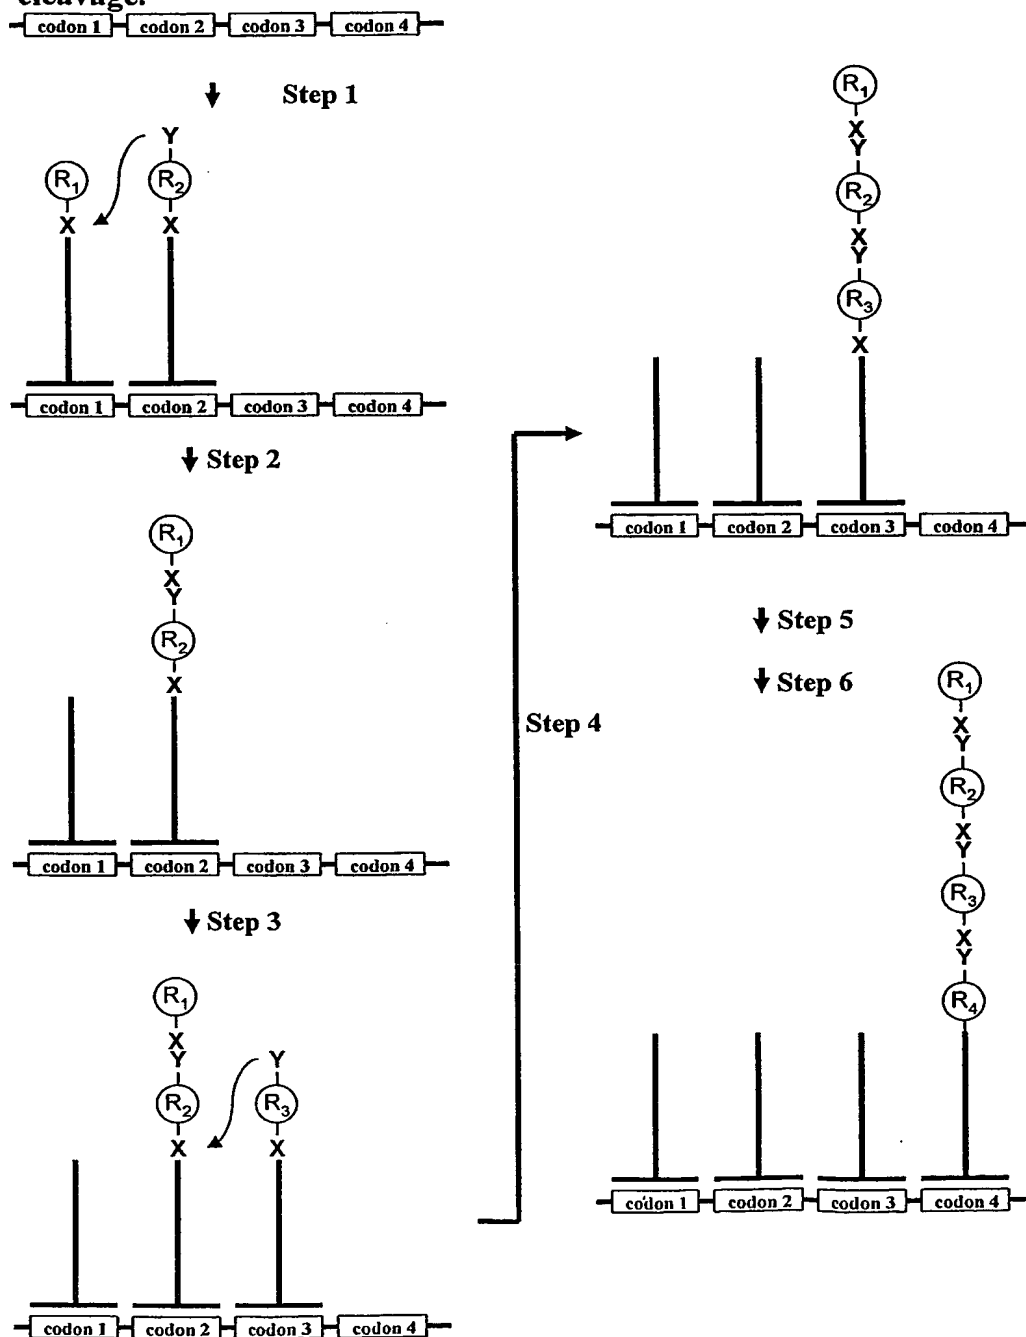 cleavage.
codon 1 codon 2 codon 3 codon 4
Step 1
Y
R1 R2
X X
codon 1 codon 2 codon 3 codon 4
Step 2
R1
X
Y
R2
X
codon 1 codon 2 codon 3 codon 4
Step 3
R1
X
Y Y
R2 R3
X X
codon 1 codon 2 codon 3 codon 4
Step 4
R1
X
Y
R2
X
Y
R3
X
codon 1 codon 2 codon 3 codon 4
Step 5
Step 6
R1
X
Y
R2
X
Y
R3
X
Y
R4
codon 1 codon 2 codon 3 codon 4